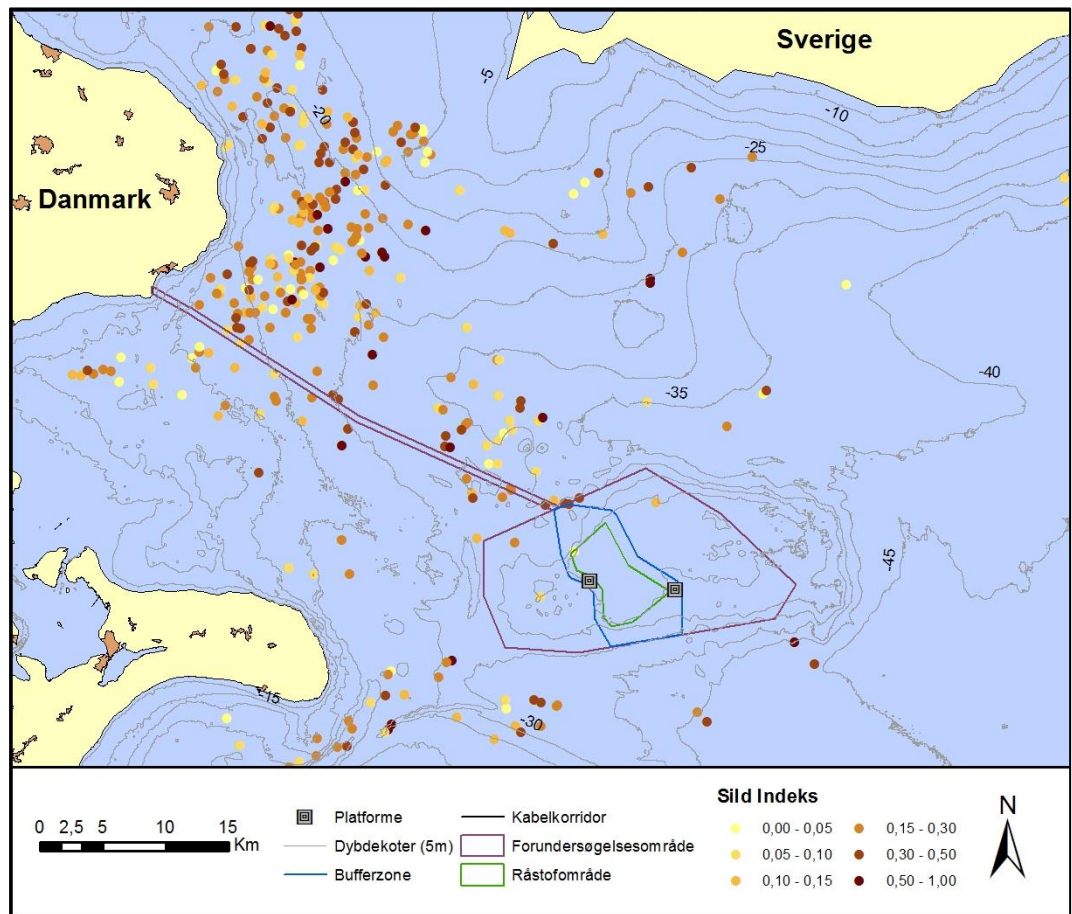 Sverige
-5
-10
-20
-25
Danmark
-40
-35
-45
-15
-30
0 2,5 5 10 15
Km
Platforme
Dybdekoter (5m)
Bufferzone
Kabelkorridor
Forundersøgelsesområde
Råstofområde
Sild Indeks
0,00 - 0,05
0,05 - 0,10
0,10 - 0,15
0,15 - 0,30
0,30 - 0,50
0,50 - 1,00
N